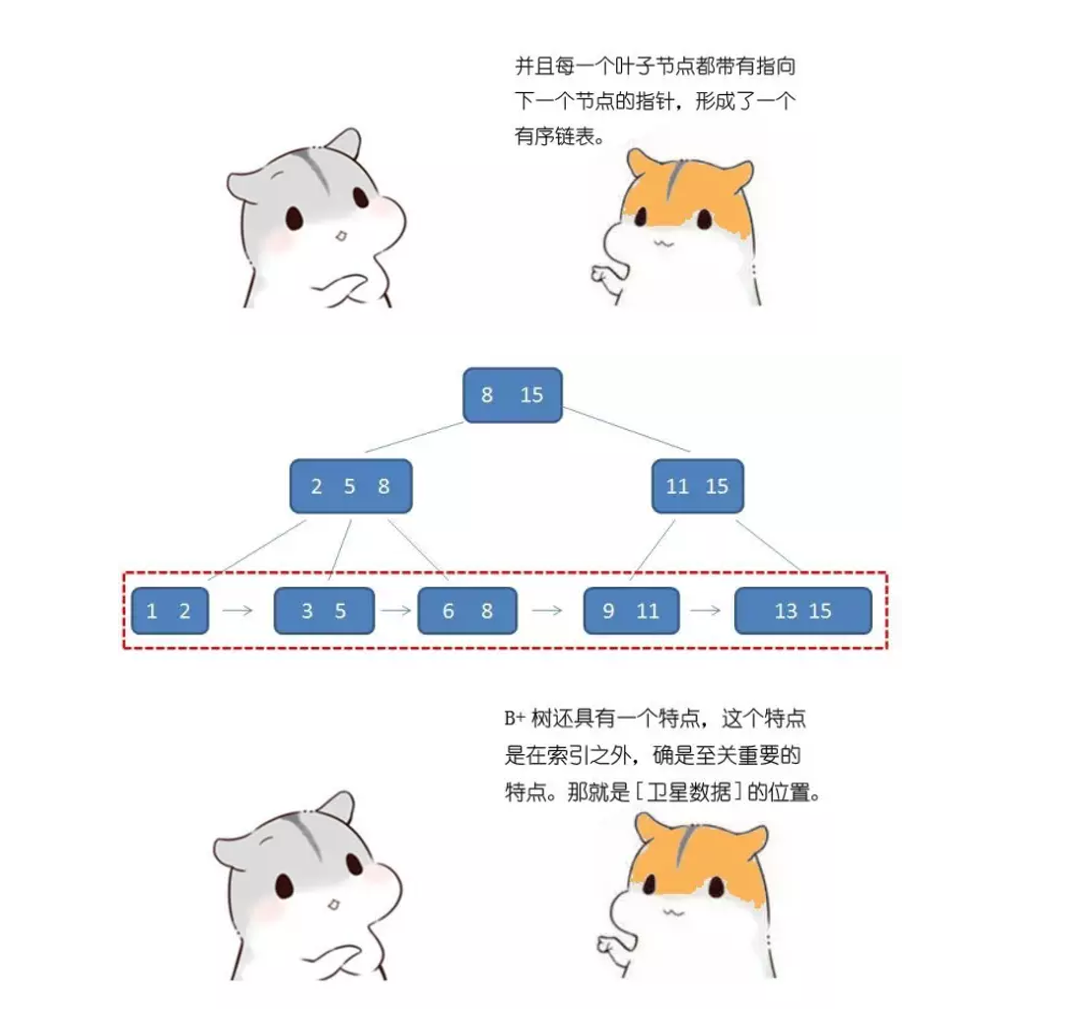 并且每一个叶子节点都带有指向
下一个节点的指针，形成了一个
有序链表。
8 15
2 5 8
11 15
1 2
3 5
6 8
9 11
13 15
B+ 树还具有一个特点，这个特点
是在索引之外，确是至关重要的
特点。那就是[卫星数据]的位置。